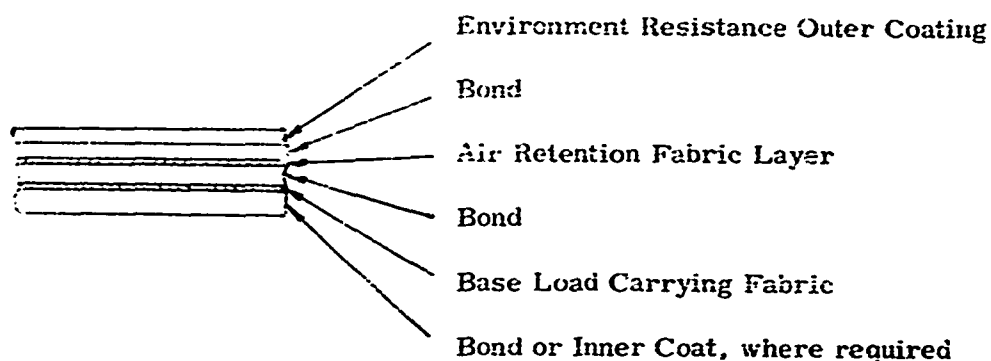 Environment Resistance Outer Coating
Bond
Air Retention Fabric Layer
Bond
Base Load Carrying Fabric
Bond or Inner Coat, where required